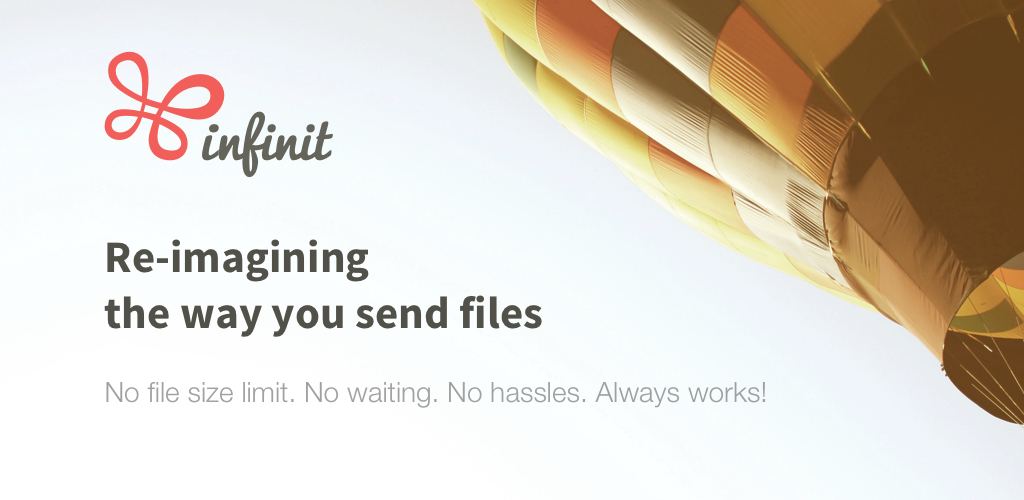 infinit
Re-imagining
the way you send files
No file size limit. No waiting. No hassles. Always works!